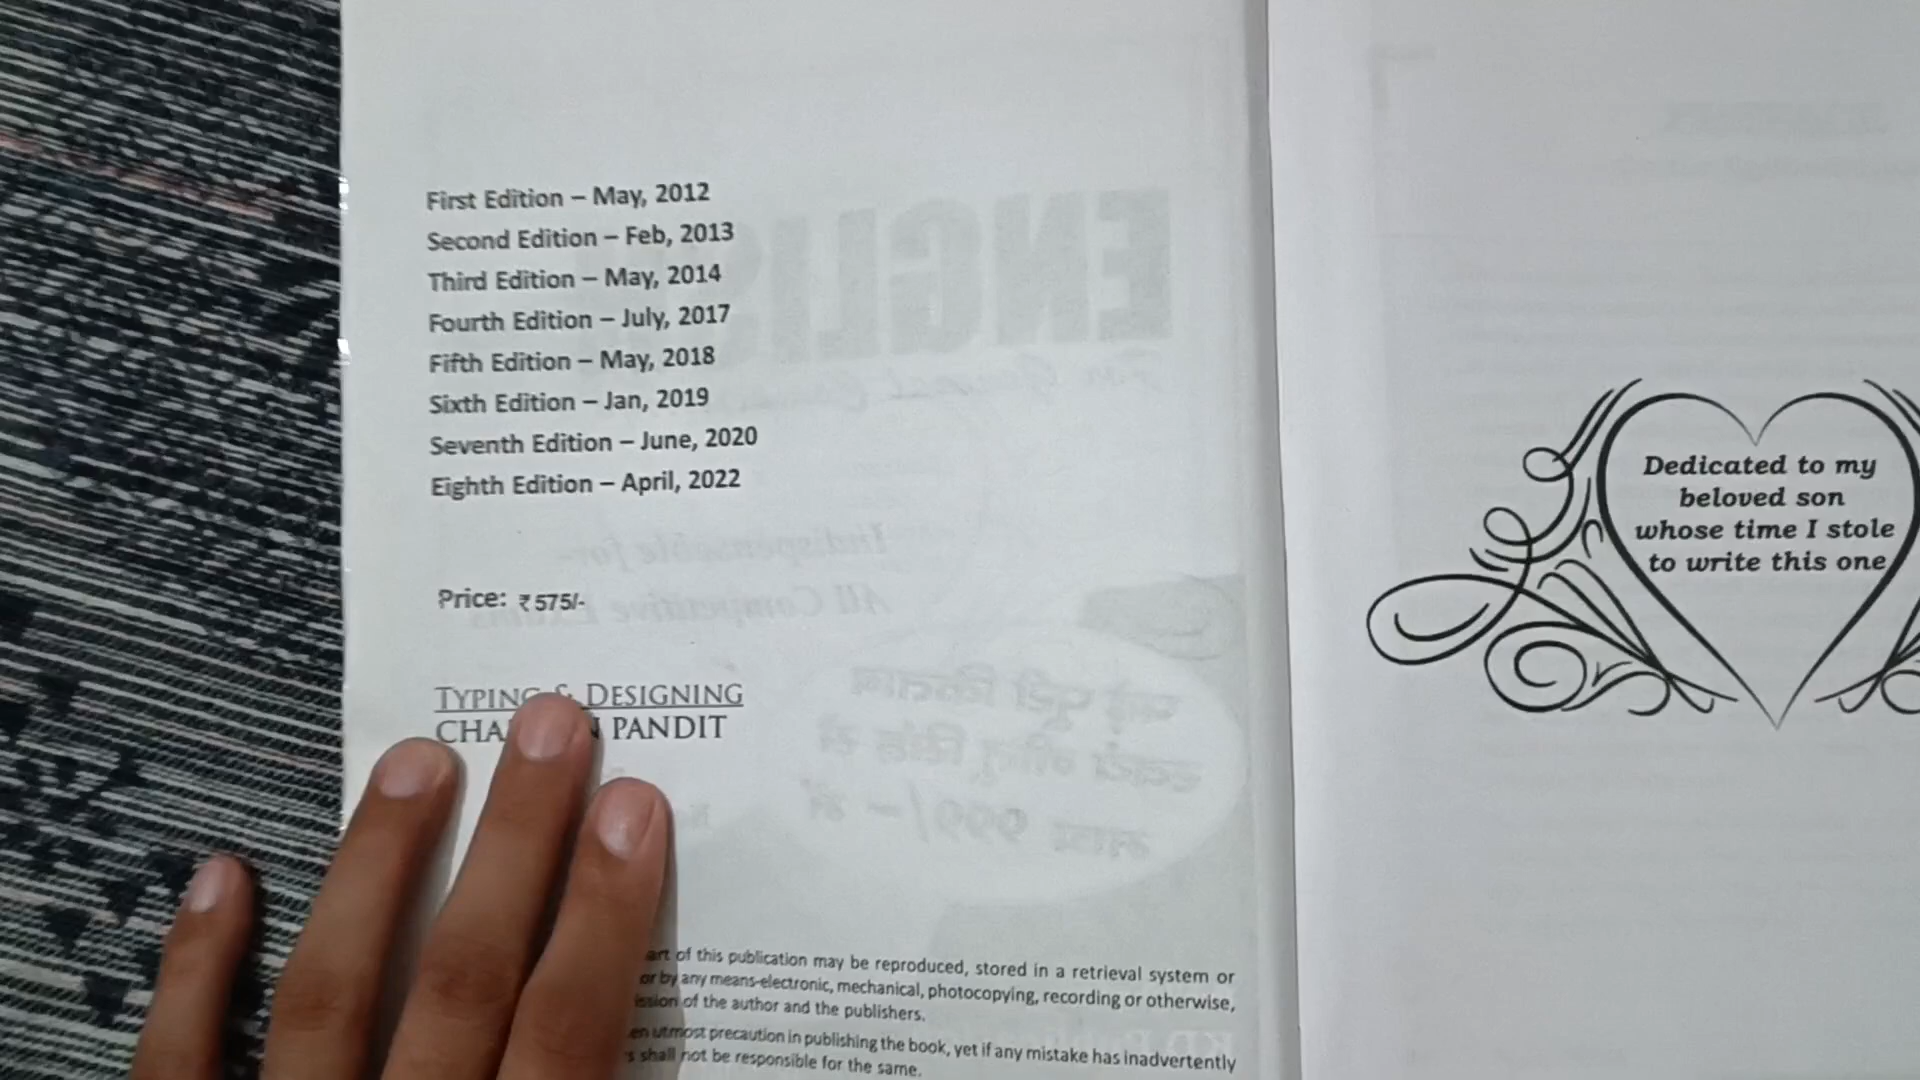 First Edition – May, 2012
Second Edition – Feb, 2013
Third Edition – May, 2014
Fourth Edition – July, 2017
Fifth Edition – May, 2018
Sixth Edition – Jan, 2019
Seventh Edition – June, 2020
Eighth Edition – April, 2022
Price: ₹ 575/-
TYPING & DESIGNING
PANDIT
of this publication may be reproduced, stored in a retrieval system or
or by any means-electronic, mechanical, photocopying, recording or otherwise,
of the author and the publishers.
utmost precaution in publishing the book, yet if any mistake has inadvertently
shall not be responsible for the same.
Dedicated to my
beloved son
whose time I stole
to write this one